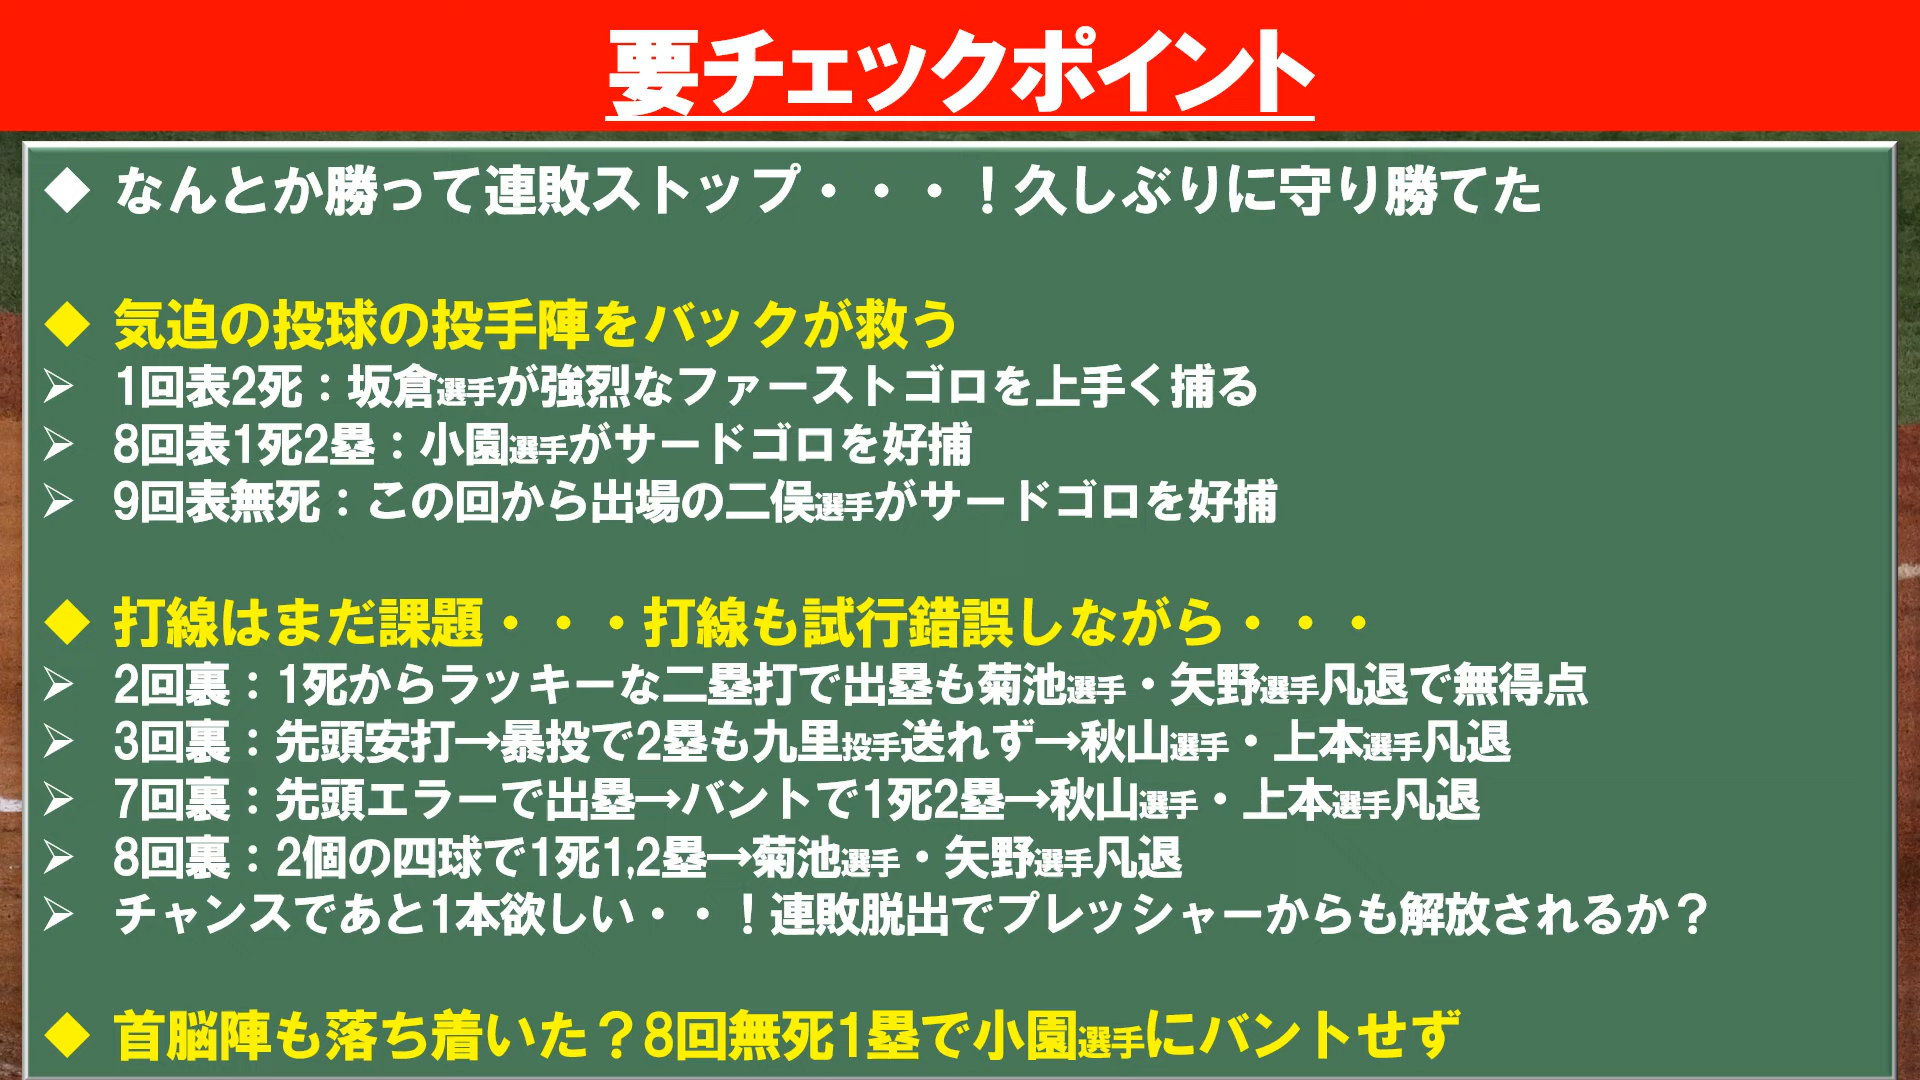 要チェックポイント
◆ なんとか勝って連敗ストップ・・・！久しぶりに守り勝てた
◆ 気迫の投球の投手陣をバックが救う
➢ 1回表2死：坂倉選手が強烈なファーストゴロを上手く捕る
➢ 8回表1死2塁：小園選手がサードゴロを好捕
➢ 9回表無死：この回から出場の二俣選手がサードゴロを好捕
◆ 打線はまだ課題・・・打線も試行錯誤しながら・・・
➢ 2回裏：1死からラッキーな二塁打で出塁も菊池選手・矢野選手凡退で無得点
➢ 3回裏：先頭安打→暴投で2塁も九里投手送れず→秋山選手・上本選手凡退
➢ 7回裏：先頭エラーで出塁→バントで1死2塁→秋山選手・上本選手凡退
➢ 8回裏：2個の四球で1死1,2塁→菊池選手・矢野選手凡退
➢ チャンスであと1本欲しい・・！連敗脱出でプレッシャーからも解放されるか？
◆ 首脳陣も落ち着いた？8回無死1塁で小園選手にバントせず